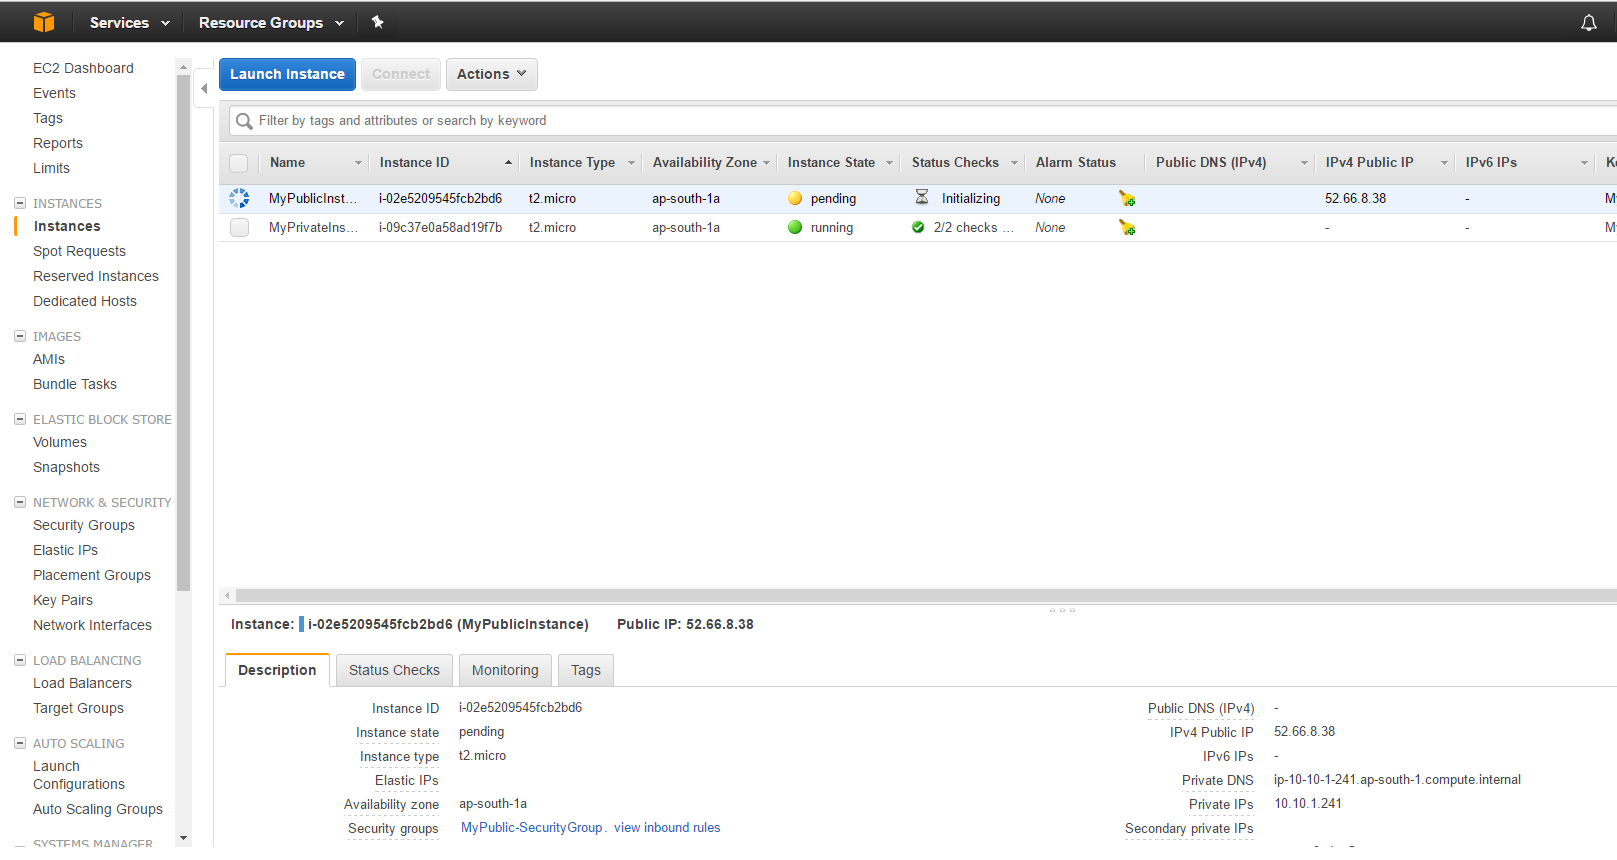 Services Resource Groups
EC2 Dashboard
Events
Tags
Reports
Limits
INSTANCES
Instances
Spot Requests
Reserved Instances
Dedicated Hosts
IMAGES
AMIs
Bundle Tasks
ELASTIC BLOCK STORE
Volumes
Snapshots
NETWORK & SECURITY
Security Groups
Elastic IPs
Placement Groups
Key Pairs
Network Interfaces
LOAD BALANCING
Load Balancers
Target Groups
AUTO SCALING
Launch
Configurations
Auto Scaling Groups
SYSTEMS MANAGER
Launch Instance Connect Actions
Filter by tags and attributes or search by keyword
Name Instance ID Instance Type Availability Zone Instance State Status Checks Alarm Status Public DNS (IPv4) IPv4 Public IP IPv6 IPs
MyPublicInst... i-02e5209545fcb2bd6 t2.micro ap-south-1a pending Initializing None 52.66.8.38 -
MyPrivateIns... i-09c37e0a58ad19f7b t2.micro ap-south-1a running 2/2 checks ... None - -
Instance: i-02e5209545fcb2bd6 (MyPublicInstance) Public IP: 52.66.8.38
Description Status Checks Monitoring Tags
Instance ID i-02e5209545fcb2bd6
Instance state pending
Instance type t2.micro
Elastic IPs
Availability zone ap-south-1a
Security groups MyPublic-SecurityGroup. view inbound rules
Public DNS (IPv4) -
IPv4 Public IP 52.66.8.38
IPv6 IPs -
Private DNS ip-10-10-1-241.ap-south-1.compute.internal
Private IPs 10.10.1.241
Secondary private IPs